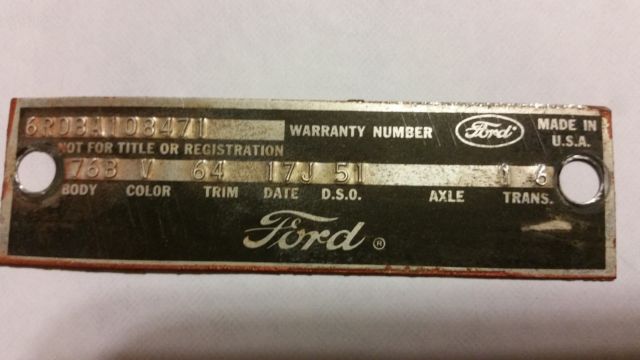 6R08A108471 WARRANTY NUMBER Ford MADE IN U.S.A.
NOT FOR TITLE OR REGISTRATION
76B V 64 17J 51 6
BODY COLOR TRIM DATE D.S.O. AXLE TRANS.
Ford ®